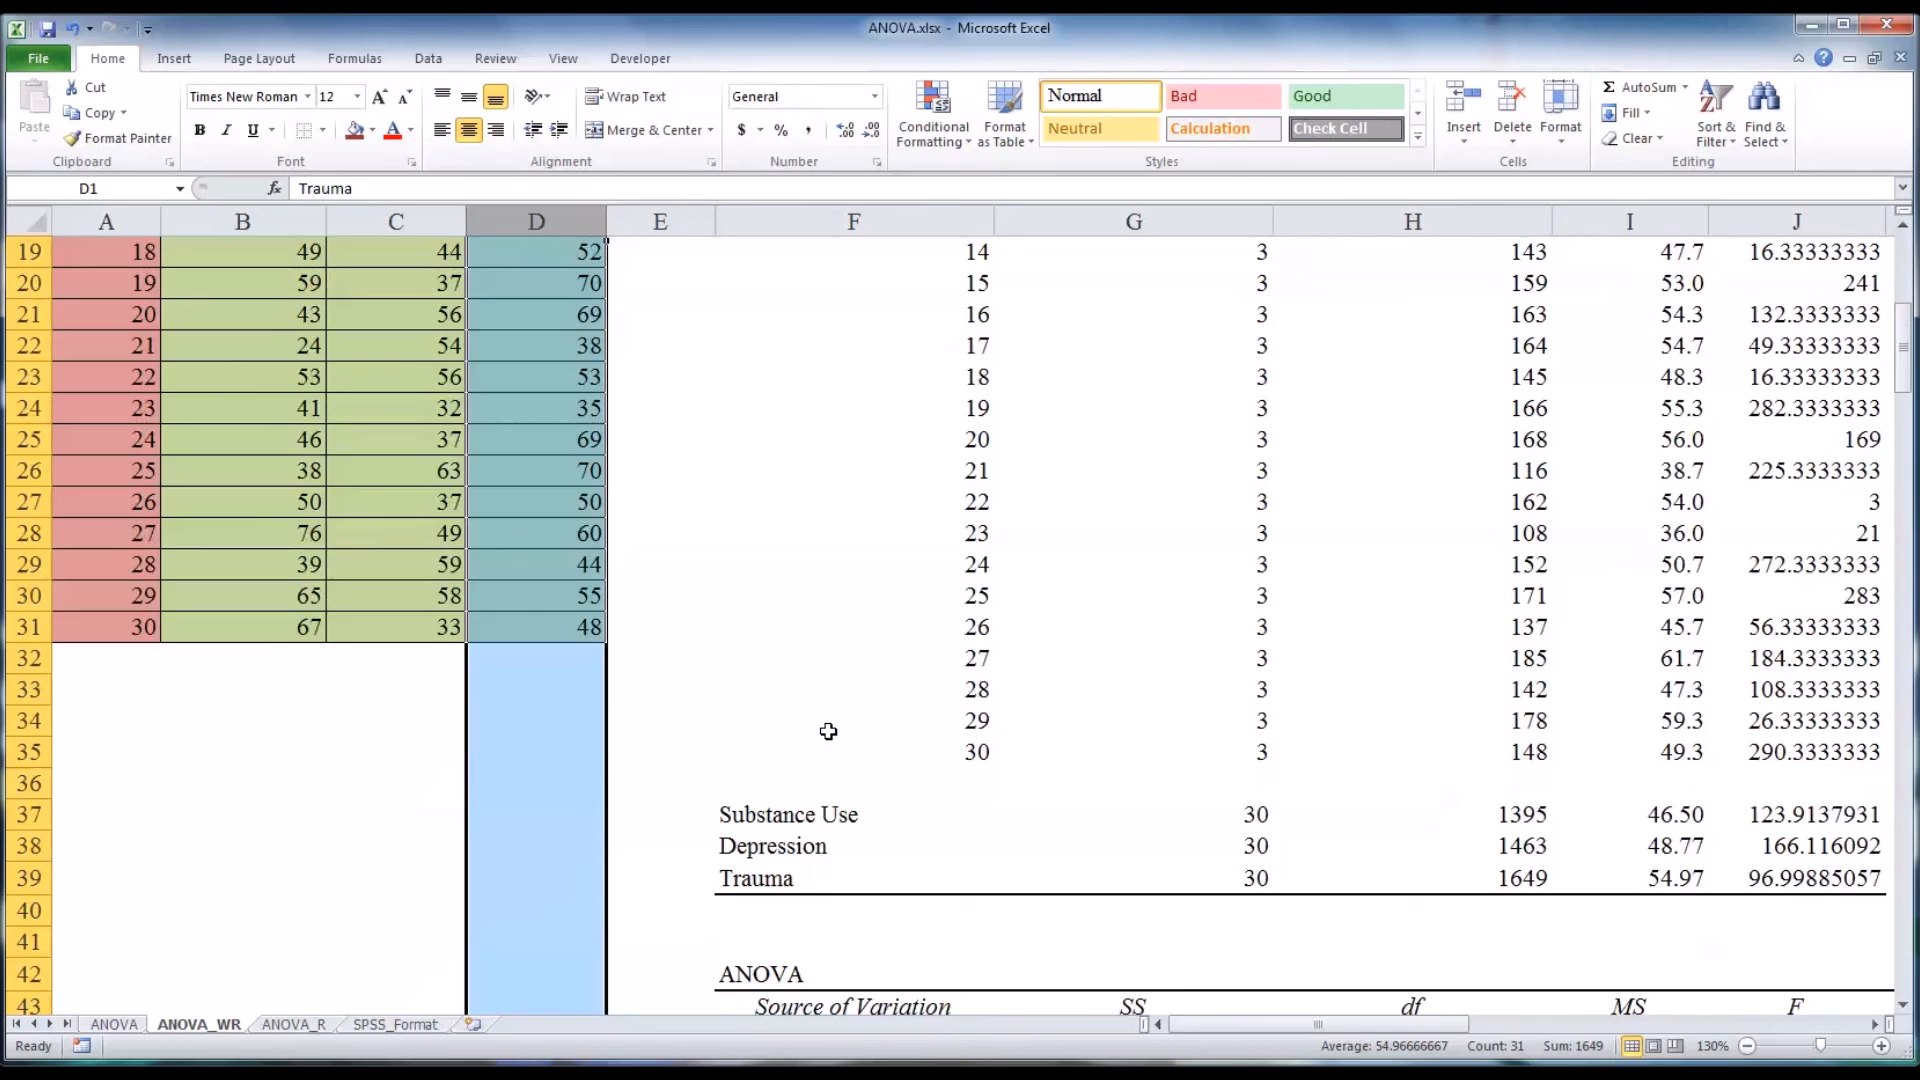 ANOVA.xlsx - Microsoft Excel
File Home Insert Page Layout Formulas Data Review View Developer
Paste Cut Copy Format Painter
Clipboard
Times New Roman 12
B I U
Font
Wrap Text
Merge & Center
Alignment
General
$ % ,
Number
Conditional Formatting Format as Table
Normal Bad Good
Neutral Calculation Check Cell
Styles
Insert Delete Format
Cells
Σ AutoSum
Fill
Clear
Sort & Filter Find & Select
Editing
D1 fx Trauma
A B C D E F G H I J
19 18 49 44 52 14 3 143 47.7 16.33333333
20 19 59 37 70 15 3 159 53.0 241
21 20 43 56 69 16 3 163 54.3 132.3333333
22 21 24 54 38 17 3 164 54.7 49.33333333
23 22 53 56 53 18 3 145 48.3 16.33333333
24 23 41 32 35 19 3 166 55.3 282.3333333
25 24 46 37 69 20 3 168 56.0 169
26 25 38 63 70 21 3 116 38.7 225.3333333
27 26 50 37 50 22 3 162 54.0 3
28 27 76 49 60 23 3 108 36.0 21
29 28 39 59 44 24 3 152 50.7 272.3333333
30 29 65 58 55 25 3 171 57.0 283
31 30 67 33 48 26 3 137 45.7 56.33333333
32 27 3 185 61.7 184.3333333
33 28 3 142 47.3 108.3333333
34 29 3 178 59.3 26.33333333
35 30 3 148 49.3 290.3333333
36
37 Substance Use 30 1395 46.50 123.9137931
38 Depression 30 1463 48.77 166.116092
39 Trauma 30 1649 54.97 96.99885057
40
41
42 ANOVA
43 Source of Variation SS df MS F
ANOVA ANOVA_WR ANOVA_R SPSS_Format
Ready Average: 54.96666667 Count: 31 Sum: 1649 130%